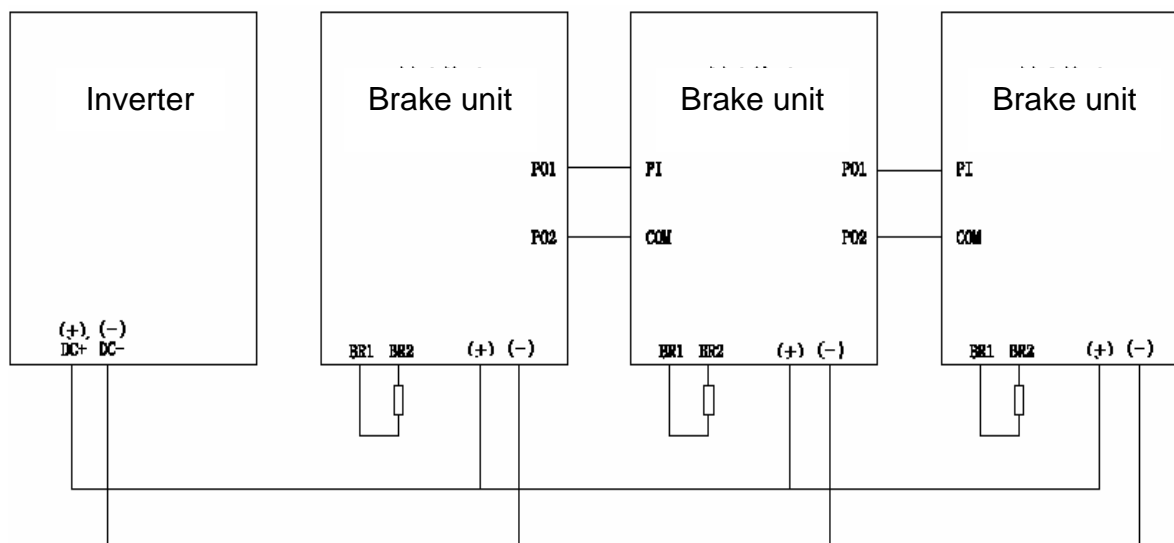 Inverter Brake unit Brake unit Brake unit
PO1 PI PO1 PI
PO2 COM PO2 COM
(+) (-)
DC+ DC-
BR1 BR2 (+) (-) BR1 BR2 (+) (-) BR1 BR2 (+) (-)